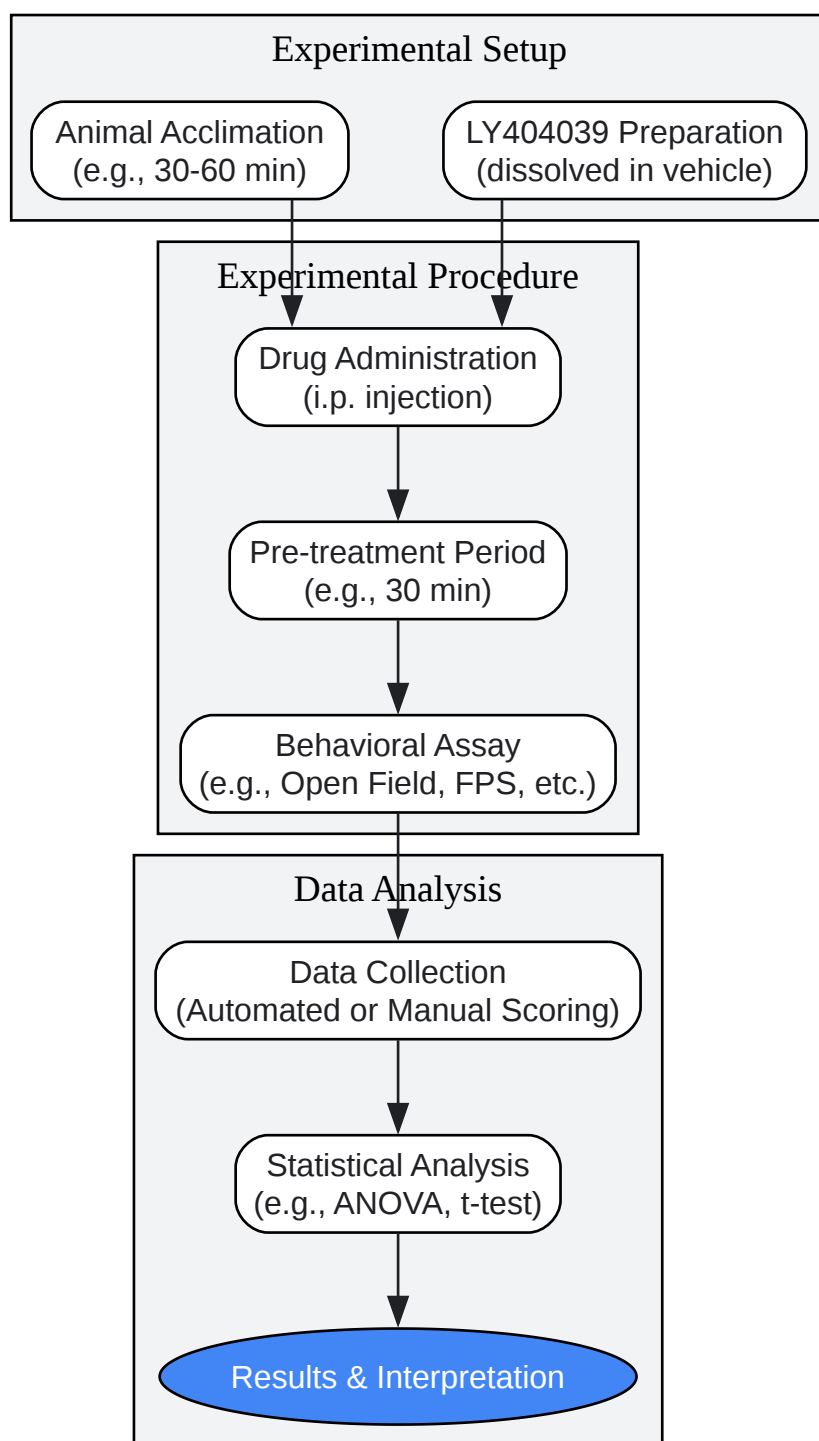 Experimental Setup
Animal Acclimation
(e.g., 30-60 min)
LY404039 Preparation
(dissolved in vehicle)
Experimental Procedure
Drug Administration
(i.p. injection)
Pre-treatment Period
(e.g., 30 min)
Behavioral Assay
(e.g., Open Field, FPS, etc.)
Data Analysis
Data Collection
(Automated or Manual Scoring)
Statistical Analysis
(e.g., ANOVA, t-test)
Results & Interpretation